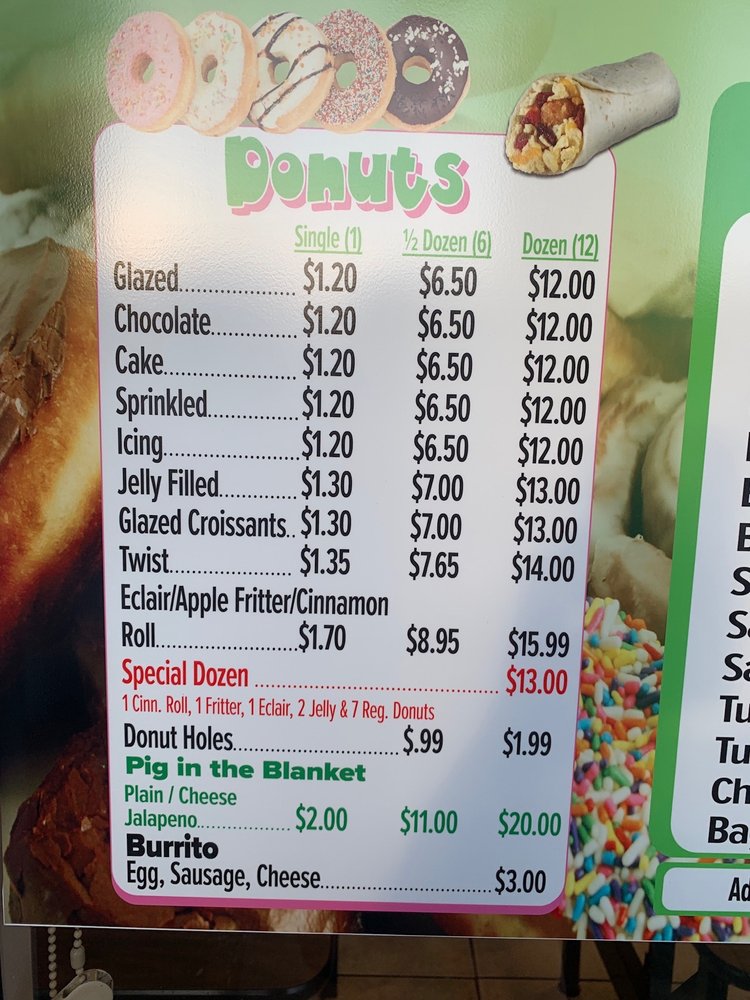 Donuts
Single (1) ½ Dozen (6) Dozen (12)
Glazed.................... $1.20 $6.50 $12.00
Chocolate............... $1.20 $6.50 $12.00
Cake....................... $1.20 $6.50 $12.00
Sprinkled................ $1.20 $6.50 $12.00
Icing....................... $1.20 $6.50 $12.00
Jelly Filled.............. $1.30 $7.00 $13.00
Glazed Croissants.. $1.30 $7.00 $13.00
Twist..................... $1.35 $7.65 $14.00
Eclair/Apple Fritter/Cinnamon
Roll......................... $1.70 $8.95 $15.99
Special Dozen ............................................ $13.00
1 Cinn. Roll, 1 Fritter, 1 Eclair, 2 Jelly & 7 Reg. Donuts
Donut Holes............................. $.99 $1.99
Pig in the Blanket
Plain / Cheese
Jalapeno................. $2.00 $11.00 $20.00
Burrito
Egg, Sausage, Cheese............................... $3.00
Tu
Tu
Ch
Ba
Ad